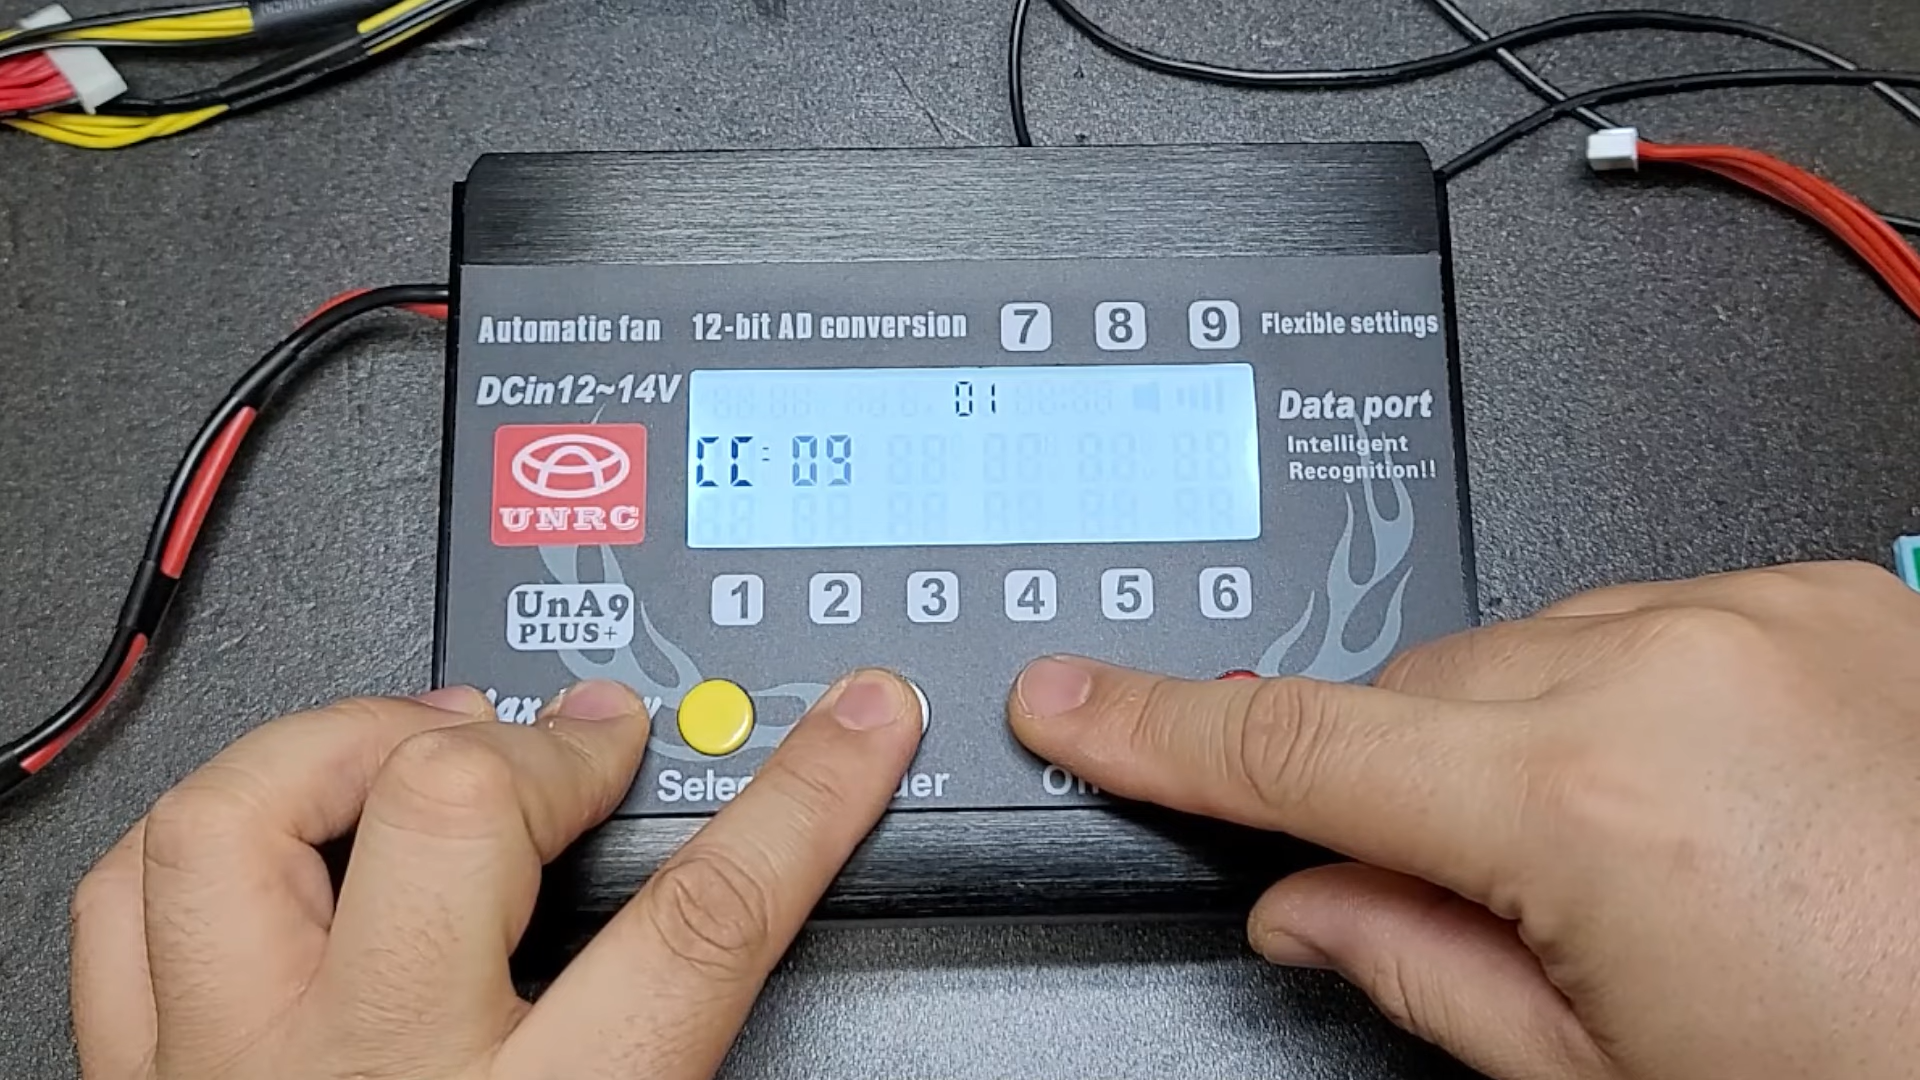 Automatic fan 12-bit AD conversion 7 8 9 Flexible settings
DCin12~14V
01
CC: 09
Data port
Intelligent
Recognition!!
UNRC
UnA9
PLUS+
1 2 3 4 5 6